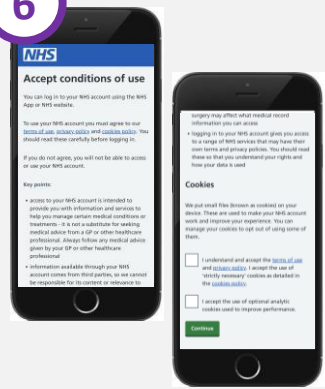 6
NHS
Accept conditions of use
You can log in to your NHS account using the NHS
App or NHS website.
To use your NHS account you must agree to our
terms of use, privacy policy and cookies policy. You
should read these carefully before logging in.
If you do not agree, you will not be able to access
or use your NHS account.
Key points:
• access to your NHS account is intended to
provide you with information and services to
help you manage certain medical conditions or
treatments - it is not a substitute for seeking
medical advice from a GP or other healthcare
professional. Always follow any medical advice
given by your GP or other healthcare
professional
• information available through your NHS
account comes from third parties, so we cannot
be responsible for its content or relevance to
surgery may affect what medical record
information you can access
• logging in to your NHS account gives you access
to a range of NHS services that may have their
own terms and privacy policies. You should read
these so that you understand your rights and
how your data is used
Cookies
We put small files (known as cookies) on your
device. These are used to make your NHS account
work and improve your experience. You can
manage your cookies to opt out of using some of
them.
I understand and accept the terms of use
and privacy policy. I accept the use of
'strictly necessary' cookies as detailed in
the cookies policy.
I accept the use of optional analytic
cookies used to improve performance.
Continue